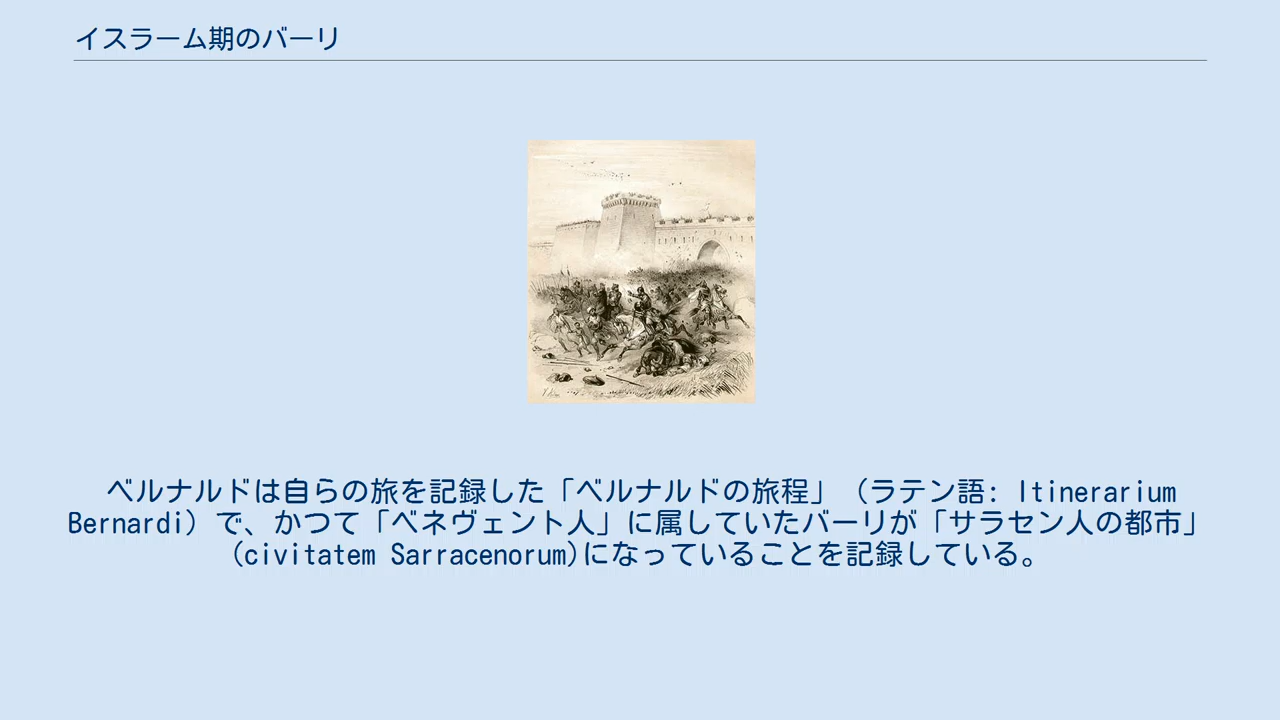 イスラーム期のバーリ
ベルナルドは自らの旅を記録した「ベルナルドの旅程」（ラテン語: Itinerarium
Bernardi）で、かつて「ベネヴェント人」に属していたバーリが「サラセン人の都市」
(civitatem Sarracenorum)になっていることを記録している。